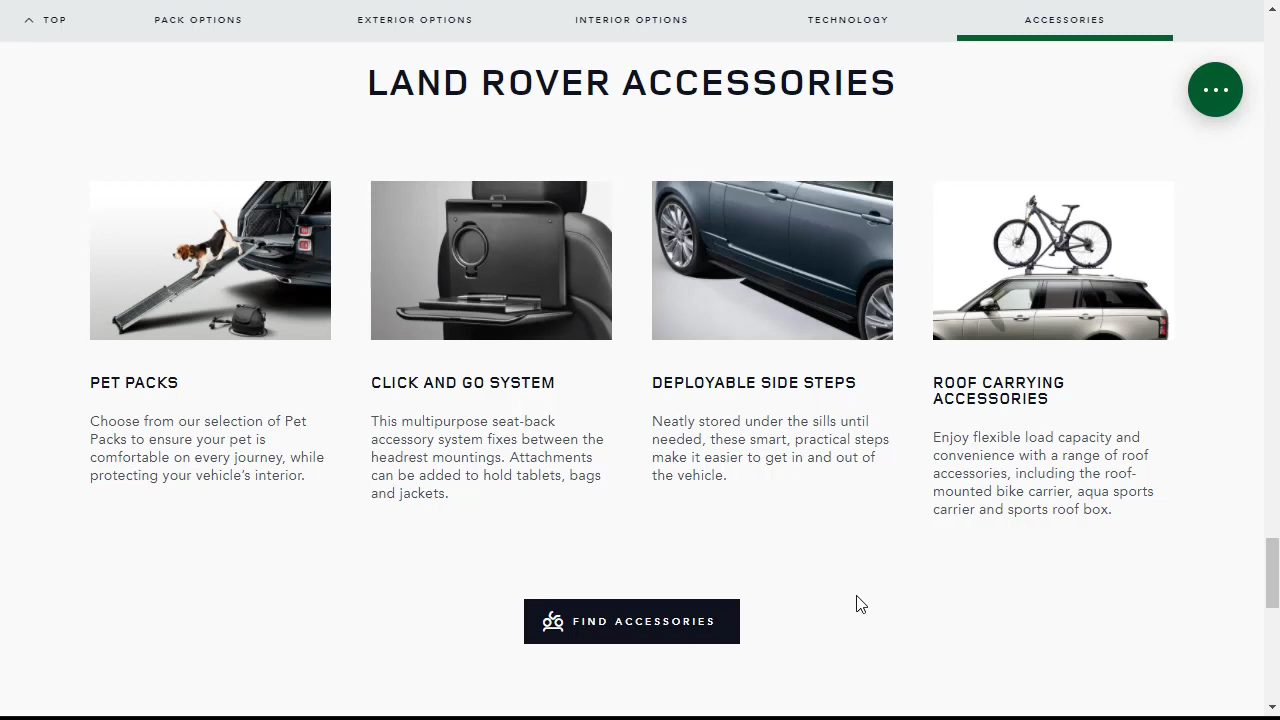 TOP
PACK OPTIONS
EXTERIOR OPTIONS
INTERIOR OPTIONS
TECHNOLOGY
ACCESSORIES
LAND ROVER ACCESSORIES
PET PACKS
Choose from our selection of Pet
Packs to ensure your pet is
comfortable on every journey, while
protecting your vehicle’s interior.
CLICK AND GO SYSTEM
This multipurpose seat-back
accessory system fixes between the
headrest mountings. Attachments
can be added to hold tablets, bags
and jackets.
DEPLOYABLE SIDE STEPS
Neatly stored under the sills until
needed, these smart, practical steps
make it easier to get in and out of
the vehicle.
ROOF CARRYING
ACCESSORIES
Enjoy flexible load capacity and
convenience with a range of roof
accessories, including the roof-
mounted bike carrier, aqua sports
carrier and sports roof box.
FIND ACCESSORIES